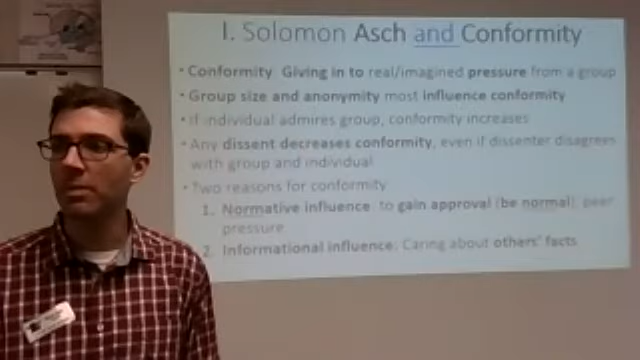 I. Solomon Asch and Conformity
• Conformity: Giving in to real/imagined pressure from a group
• Group size and anonymity most influence conformity
• If individual admires group, conformity increases
• Any dissent decreases conformity, even if dissenter disagrees
with group and individual
• Two reasons for conformity
1. Normative influence: to gain approval (be normal); peer
pressure
2. Informational influence: Caring about others' facts